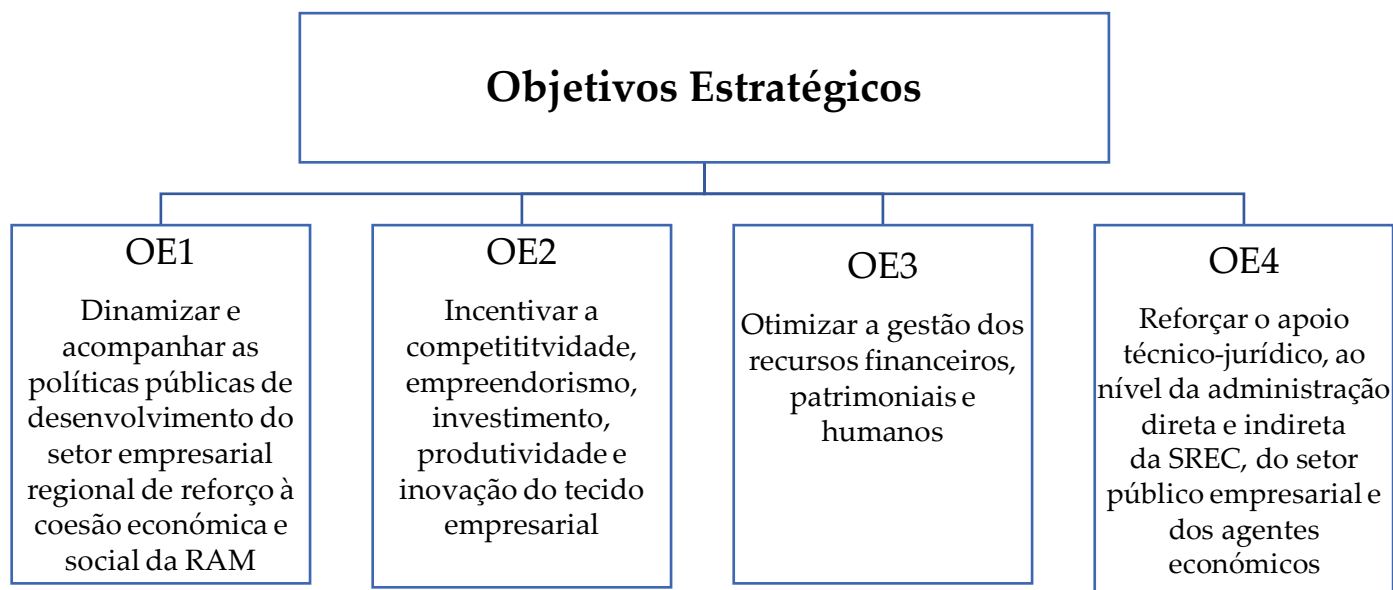 Objetivos Estratégicos
OE1
Dinamizar e
acompanhar as
políticas públicas de
desenvolvimento do
setor empresarial
regional de reforço à
coesão económica e
social da RAM
OE2
Incentivar a
competititvidade,
empreendorismo,
investimento,
produtividade e
inovação do tecido
empresarial
OE3
Otimizar a gestão dos
recursos financeiros,
patrimoniais e
humanos
OE4
Reforçar o apoio
técnico-jurídico, ao
nível da administração
direta e indireta
da SREC, do setor
público empresarial e
dos agentes
económicos